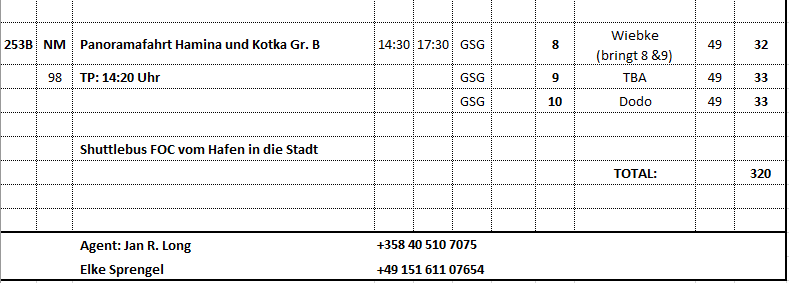 253B NM Panoramafahrt Hamina und Kotka Gr. B 14:30 17:30 GSG 8 Wiebke (bringt 8 &9) 49 32
98 TP: 14:20 Uhr GSG 9 TBA 49 33
GSG 10 Dodo 49 33
Shuttlebus FOC vom Hafen in die Stadt
TOTAL: 320
Agent: Jan R. Long +358 40 510 7075
Elke Sprengel +49 151 611 07654